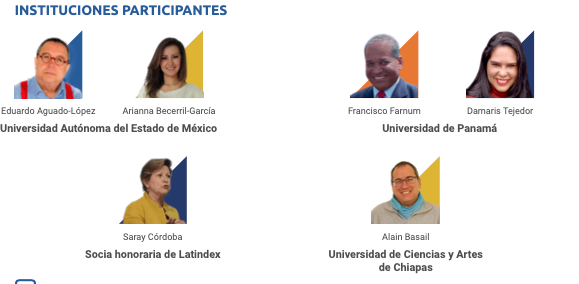 INSTITUCIONES PARTICIPANTES
Eduardo Aguado-López
Arianna Becerril-García
Universidad Autónoma del Estado de México
Francisco Farnum
Damaris Tejedor
Universidad de Panamá
Saray Córdoba
Socia honoraria de Latindex
Alain Basail
Universidad de Ciencias y Artes
de Chiapas